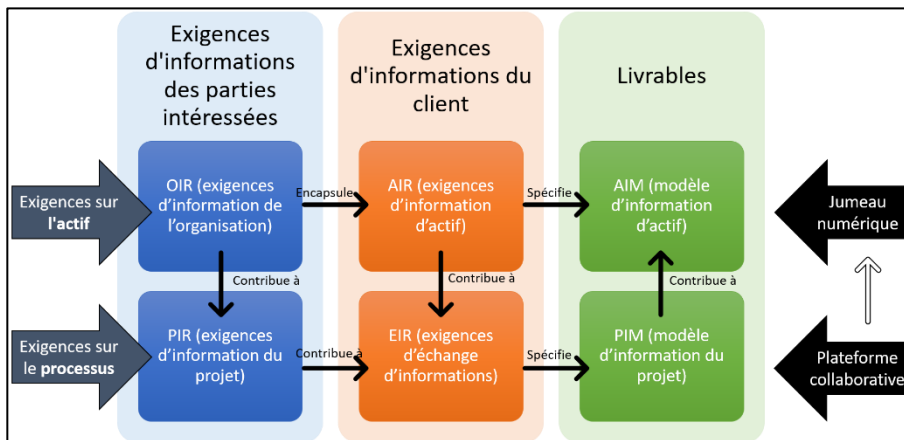 Exigences
d'informations
des parties
intéressées
Exigences
d'informations du
client
Livrables
Exigences sur
l'actif
OIR (exigences
d'information de
l'organisation)
Encapsule
AIR (exigences
d'information
d'actif)
Spécifie
AIM (modèle
d'information
d'actif)
Jumeau
numérique
Contribue à
Contribue à
Contribue à
Exigences sur
le processus
PIR (exigences
d'information du
projet)
Contribue à
EIR (exigences
d'échange
d'informations)
Spécifie
PIM (modèle
d'information du
projet)
Plateforme
collaborative